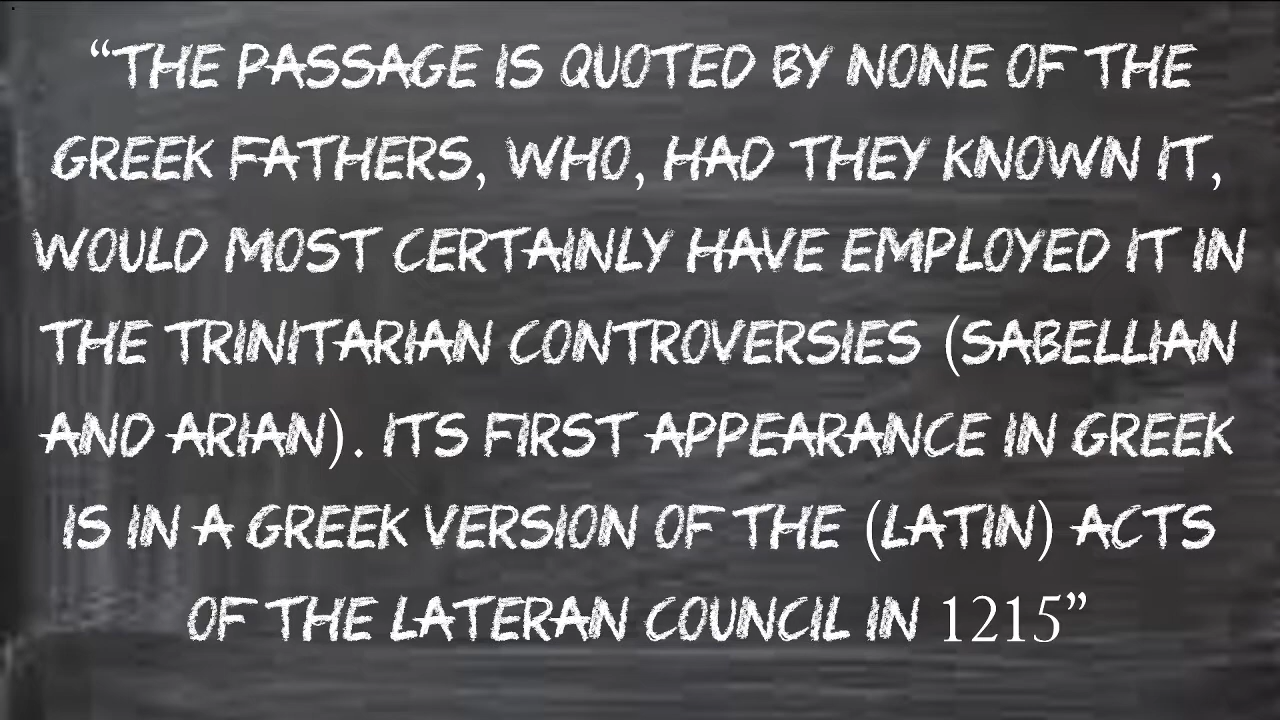 “THE PASSAGE IS QUOTED BY NONE OF THE
GREEK FATHERS, WHO, HAD THEY KNOWN IT,
WOULD MOST CERTAINLY HAVE EMPLOYED IT IN
THE TRINITARIAN CONTROVERSIES (SABELLIAN
AND ARIAN). ITS FIRST APPEARANCE IN GREEK
IS IN A GREEK VERSION OF THE (LATIN) ACTS
OF THE LATERAN COUNCIL IN 1215”